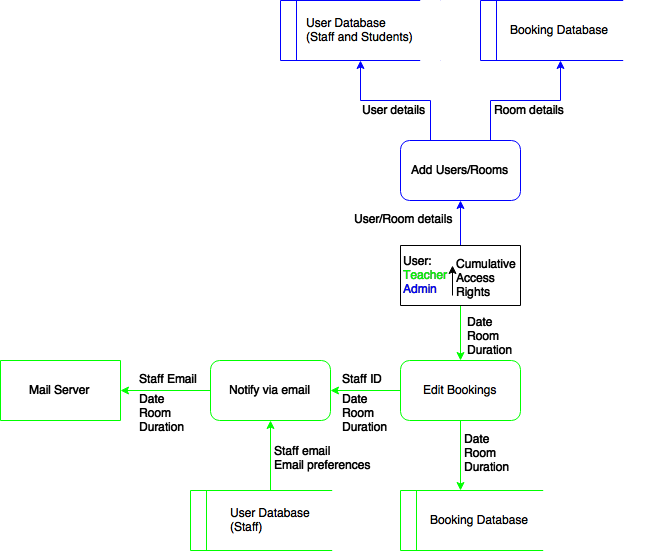 User Database
(Staff and Students)
Booking Database
User details
Room details
Add Users/Rooms
User/Room details
User:
Teacher
Admin
Cumulative
Access
Rights
Date
Room
Duration
Mail Server
Staff Email
Date
Room
Duration
Notify via email
Staff ID
Date
Room
Duration
Edit Bookings
Staff email
Email preferences
Date
Room
Duration
User Database
(Staff)
Booking Database